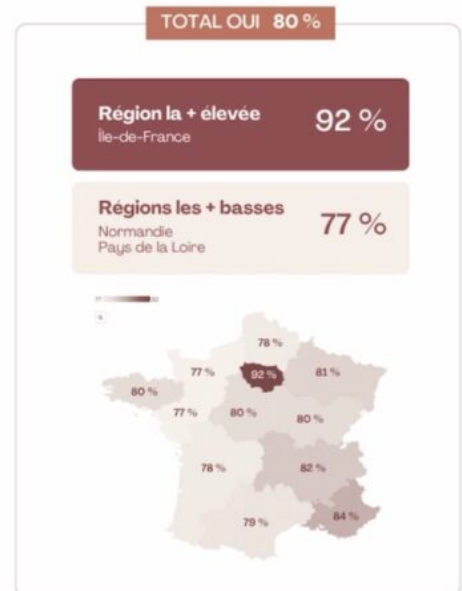 TOTAL OUI 80 %
Région la + élevée
Île-de-France
92 %
Régions les + basses
Normandie
Pays de la Loire
77 %
78 %
77 %
92 %
81 %
80 %
77 %
80 %
80 %
78 %
82 %
79 %
84 %